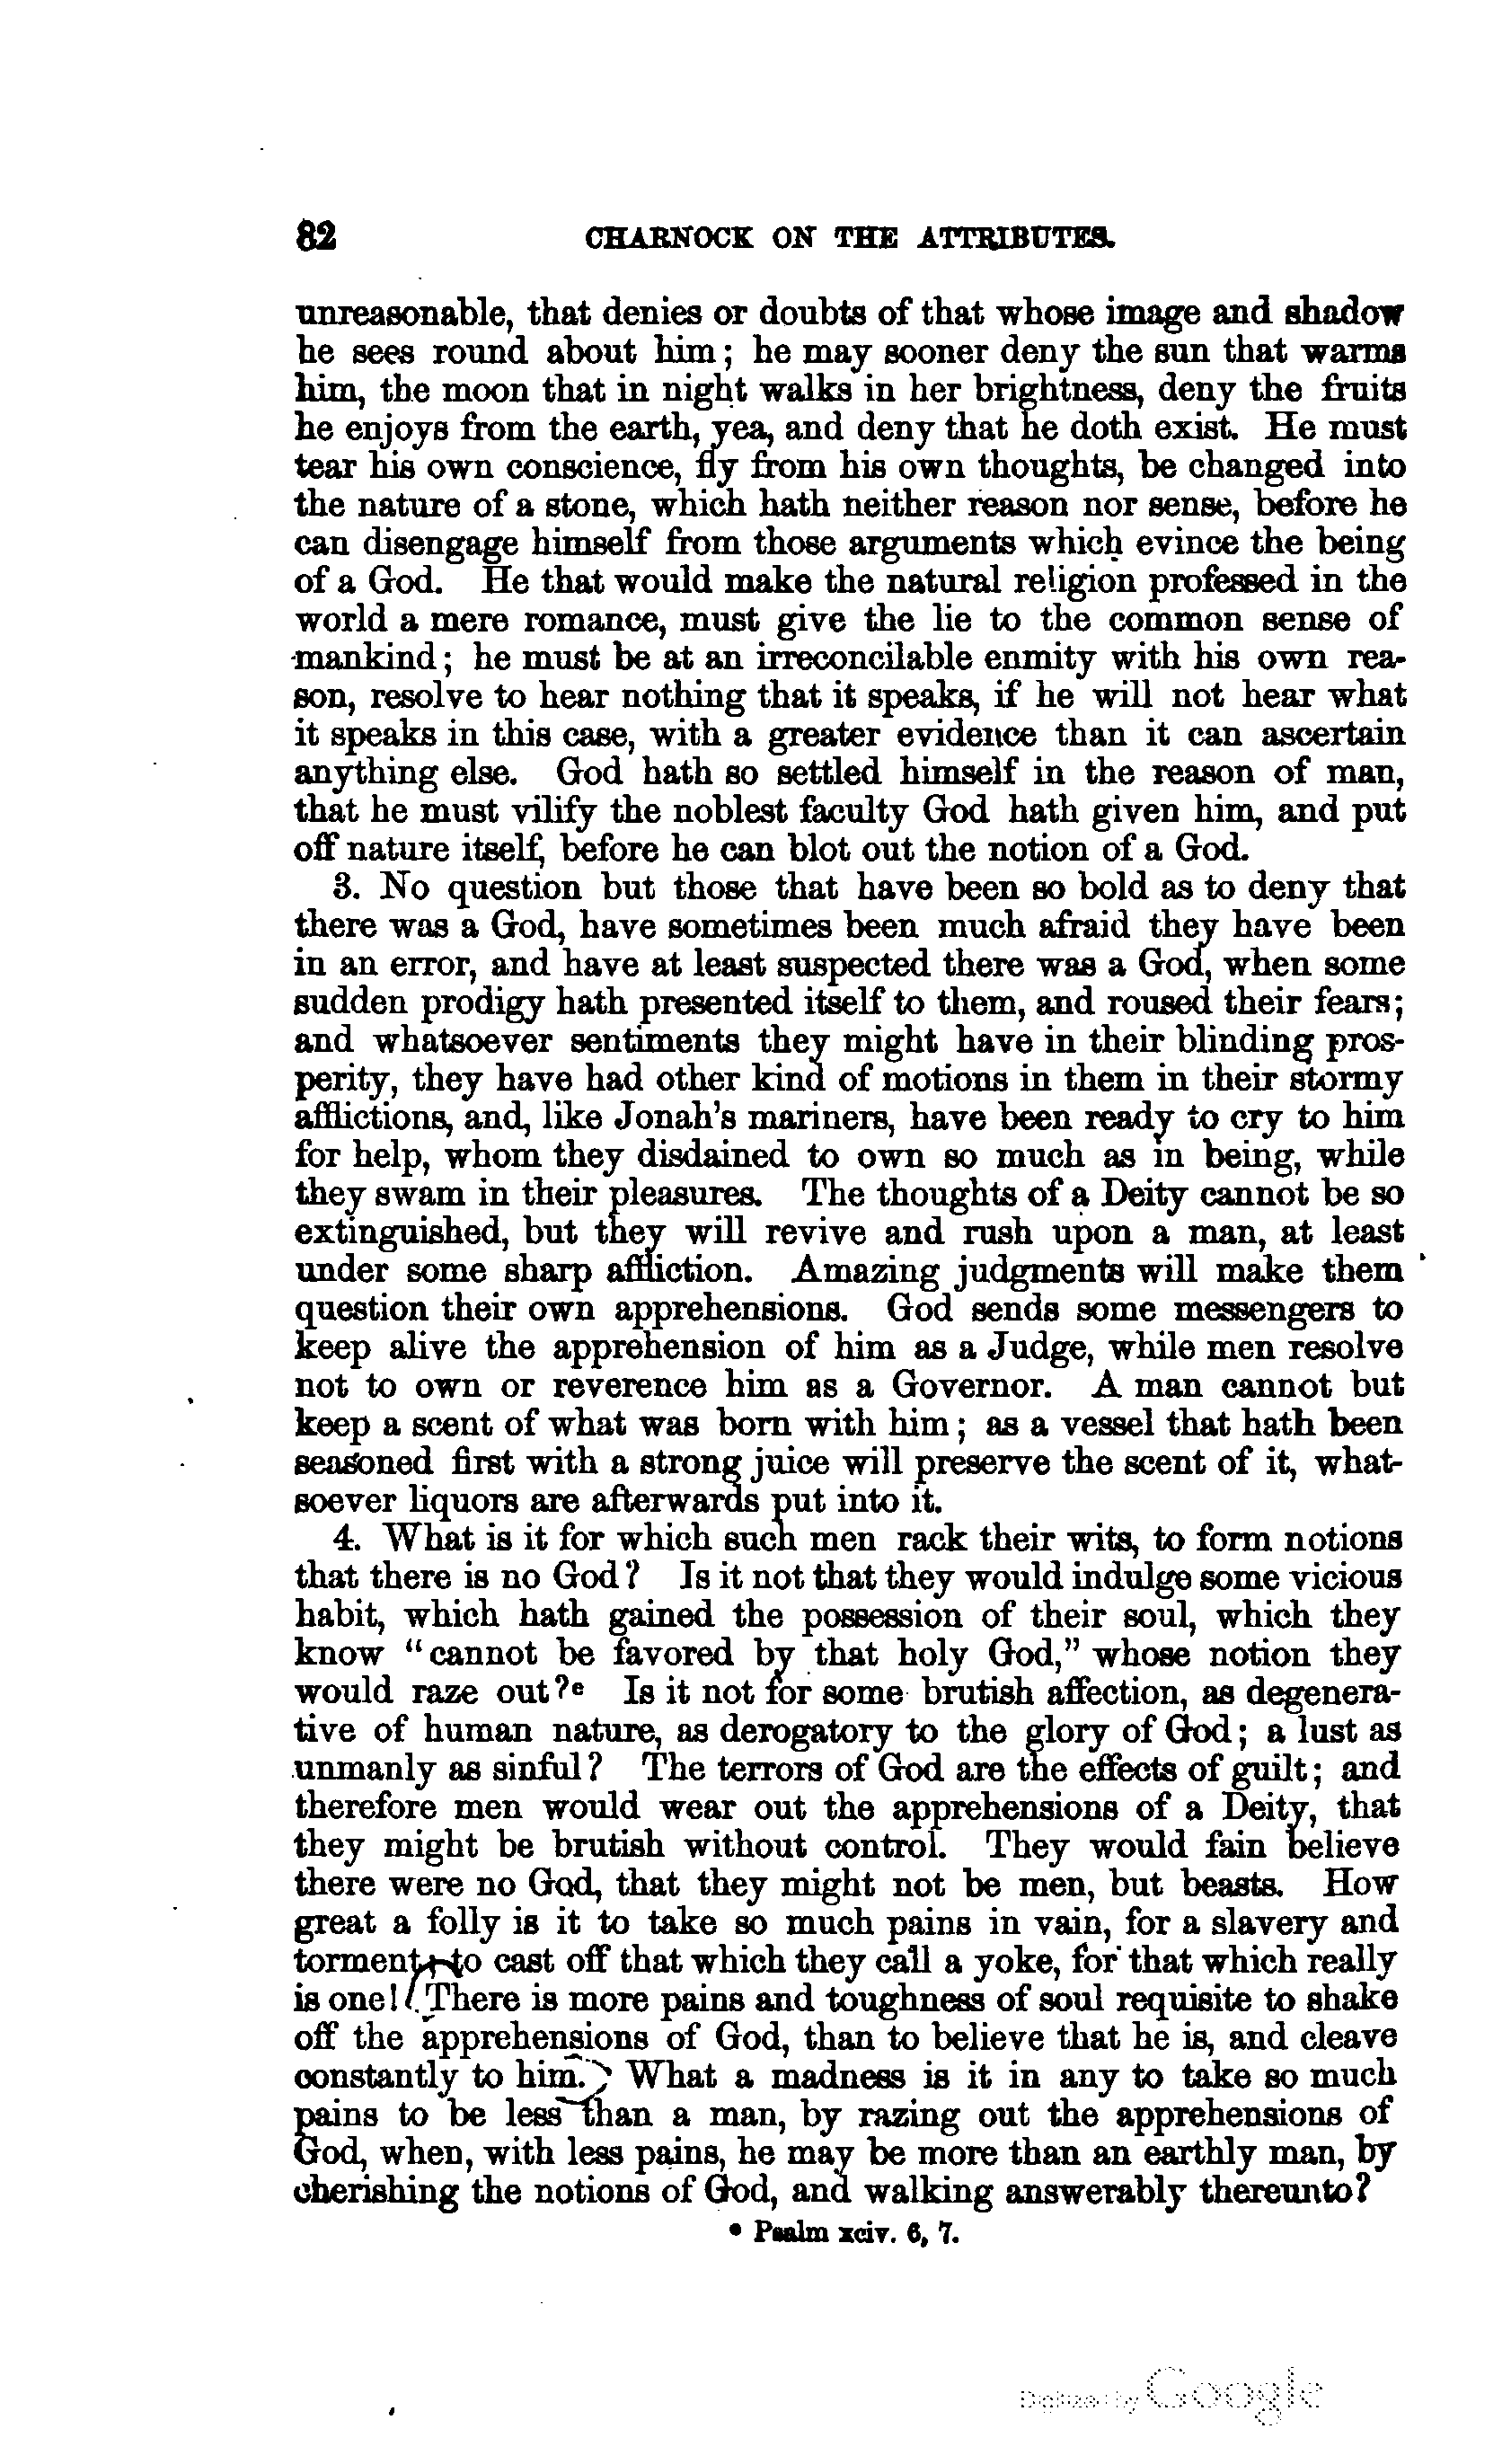 82 CHARNOCK ON THE ATTRIBUTES.
unreasonable, that denies or doubts of that whose image and shadow
he sees round about him; he may sooner deny the sun that warms
him, the moon that in night walks in her brightness, deny the fruits
he enjoys from the earth, yea, and deny that he doth exist. He must
tear his own conscience, fly from his own thoughts, be changed into
the nature of a stone, which hath neither reason nor sense, before he
can disengage himself from those arguments which evince the being
of a God. He that would make the natural religion professed in the
world a mere romance, must give the lie to the common sense of
mankind; he must be at an irreconcilable enmity with his own rea-
son, resolve to hear nothing that it speaks, if he will not hear what
it speaks in this case, with a greater evidence than it can ascertain
anything else. God hath so settled himself in the reason of man,
that he must vilify the noblest faculty God hath given him, and put
off nature itself, before he can blot out the notion of a God.
3. No question but those that have been so bold as to deny that
there was a God, have sometimes been much afraid they have been
in an error, and have at least suspected there was a God, when some
sudden prodigy hath presented itself to them, and roused their fears;
and whatsoever sentiments they might have in their blinding pros-
perity, they have had other kind of motions in them in their stormy
afflictions, and, like Jonah's mariners, have been ready to cry to him
for help, whom they disdained to own so much as in being, while
they swam in their pleasures. The thoughts of a Deity cannot be so
extinguished, but they will revive and rush upon a man, at least
under some sharp affliction. Amazing judgments will make them
question their own apprehensions. God sends some messengers to
keep alive the apprehension of him as a Judge, while men resolve
not to own or reverence him as a Governor. A man cannot but
keep a scent of what was born with him; as a vessel that hath been
seasoned first with a strong juice will preserve the scent of it, what-
soever liquors are afterwards put into it.
4. What is it for which such men rack their wits, to form notions
that there is no God? Is it not that they would indulge some vicious
habit, which hath gained the possession of their soul, which they
know "cannot be favored by that holy God," whose notion they
would raze out?e Is it not for some brutish affection, as degenera-
tive of human nature, as derogatory to the glory of God; a lust as
unmanly as sinful? The terrors of God are the effects of guilt; and
therefore men would wear out the apprehensions of a Deity, that
they might be brutish without control. They would fain believe
there were no God, that they might not be men, but beasts. How
great a folly is it to take so much pains in vain, for a slavery and
torment, to cast off that which they call a yoke, for that which really
is one! There is more pains and toughness of soul requisite to shake
off the apprehensions of God, than to believe that he is, and cleave
constantly to him. What a madness is it in any to take so much
pains to be less than a man, by razing out the apprehensions of
God, when, with less pains, he may be more than an earthly man, by
cherishing the notions of God, and walking answerably thereunto?
e Psalm xciv. 6, 7.
Digitized by Google